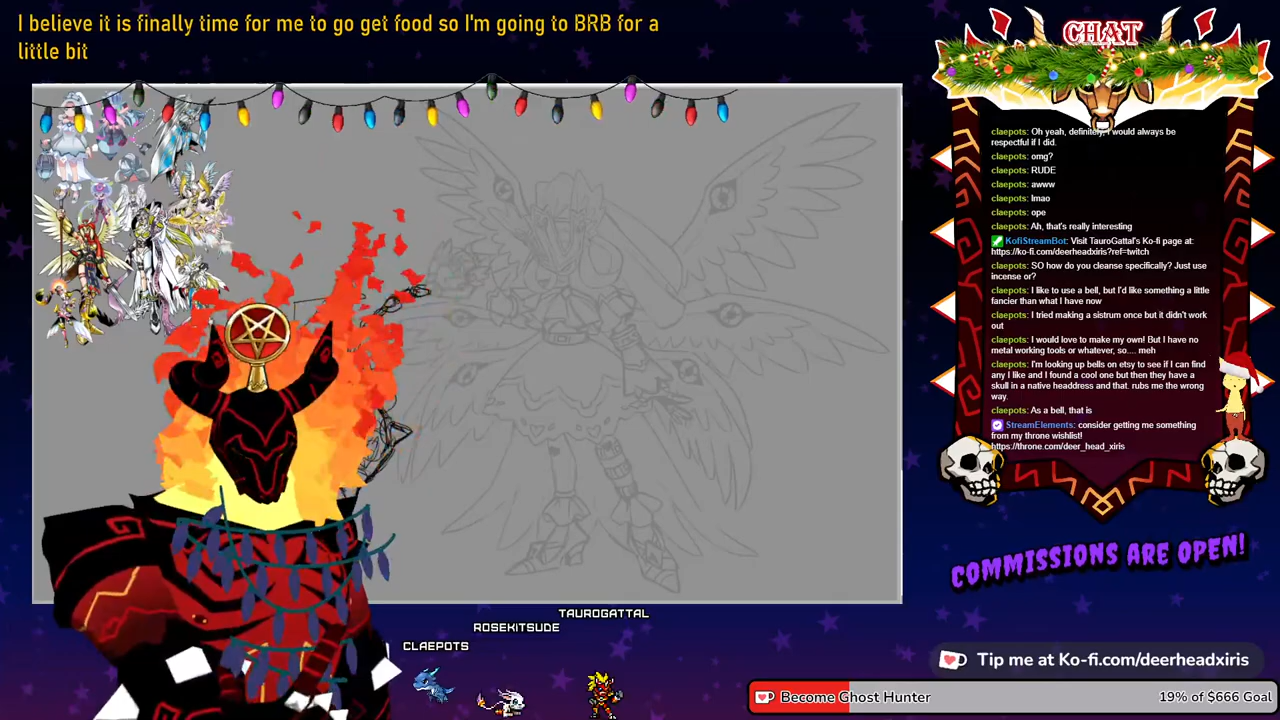 I believe it is finally time for me to go get food so I'm going to BRB for a
little bit
CHAT
claepots: Oh yeah, definitely, I would always be
respectful if I did.
claepots: omg?
claepots: RUDE
claepots: awww
claepots: lmao
claepots: ope
claepots: Ah, that's really interesting
KofiStreamBot: Visit TauroGattal's Ko-fi page at:
https://ko-fi.com/deerheadxiris?ref=twitch
claepots: SO how do you cleanse specifically? Just use
incense or?
claepots: I like to use a bell, but I'd like something a little
fancier than what I have now
claepots: I tried making a sistrum once but it didn't work
out
claepots: I would love to make my own! But I have no
metal working tools or whatever, so.... meh
claepots: I'm looking up bells on etsy to see if I can find
any I like and I found a cool one but then they have a
skull in a native headdress and that. rubs me the wrong
way.
claepots: As a bell, that is
StreamElements: consider getting me something
from my throne wishlist!
https://throne.com/deer_head_xiris
COMMISSIONS ARE OPEN!
TAUROGATTAL
ROSEKITSUDE
CLAEPOTS
Tip me at Ko-fi.com/deerheadxiris
Become Ghost Hunter 19% of $666 Goal